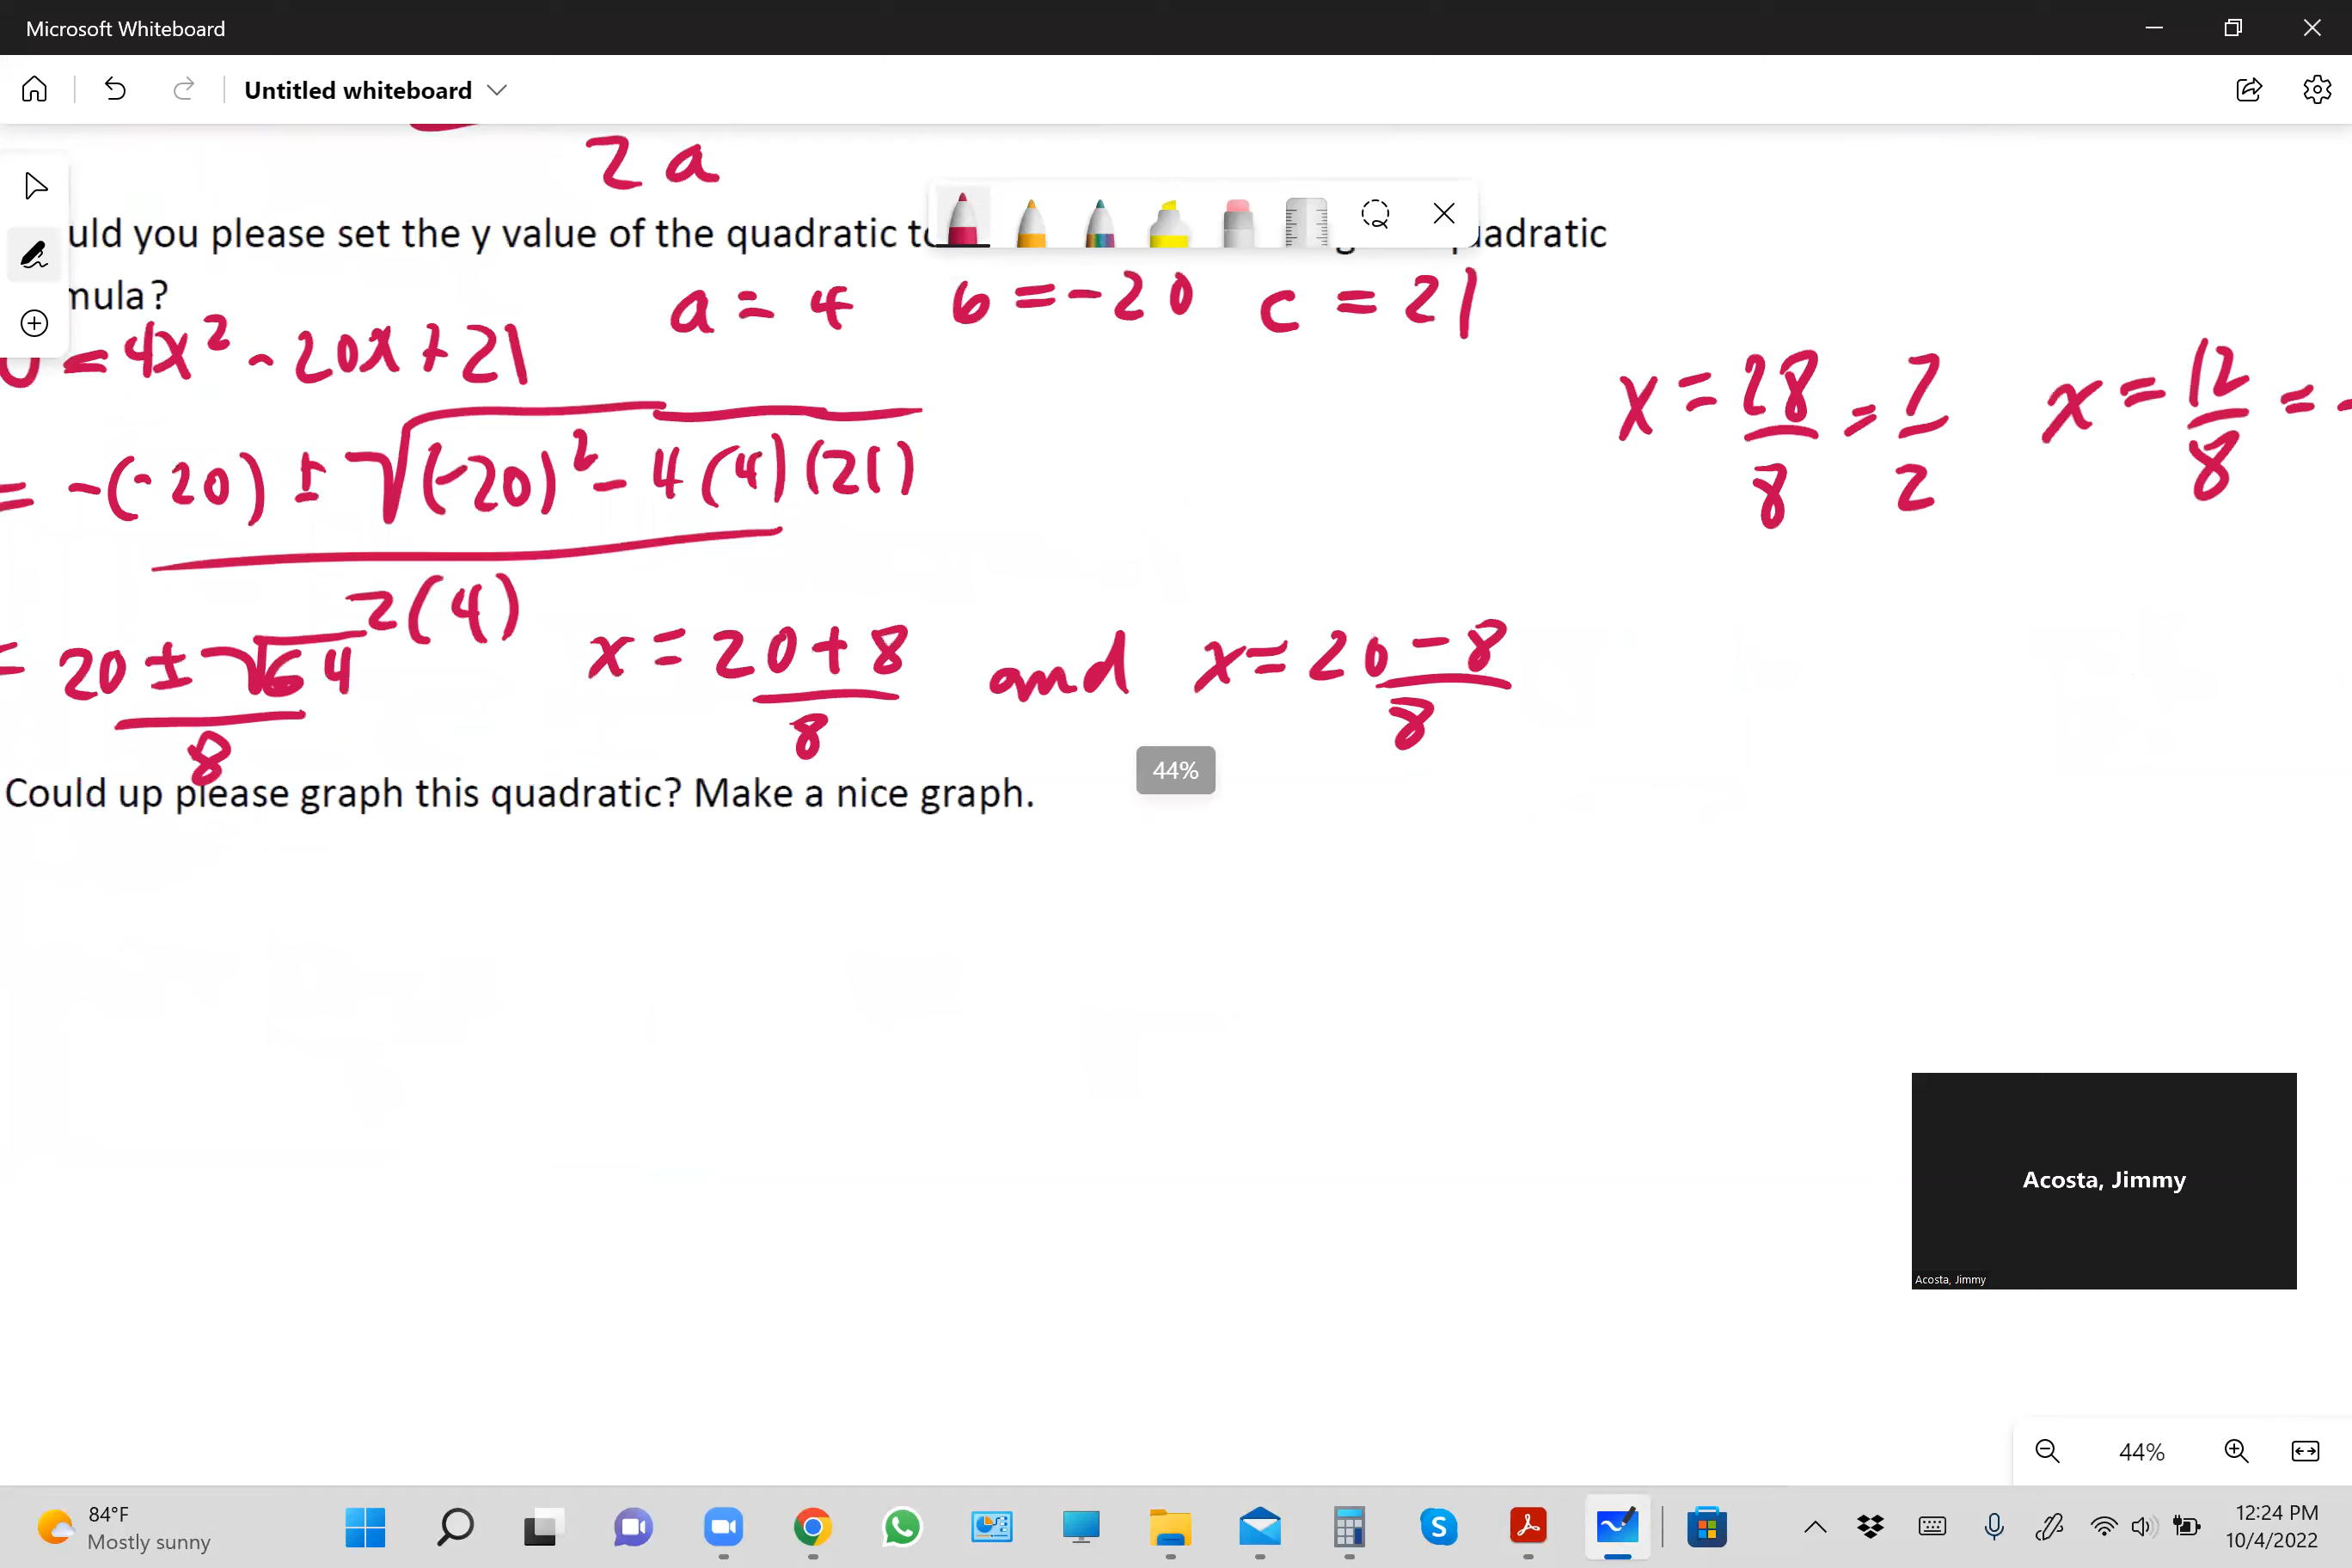 Microsoft Whiteboard
Untitled whiteboard
2a
uld you please set the y value of the quadratic to
uadratic
mula?
a = 4 b = -20 c = 21
0 = 4x² - 20x + 21
x = 28/8 = 7/2 x = 12/8 =
= -(-20) ± √(-20)² - 4(4)(21)
2(4)
= 20 ± √64 / 8
x = 20 + 8 / 8 and x = 20 - 8 / 8
44%
Could up please graph this quadratic? Make a nice graph.
Acosta, Jimmy
Acosta, Jimmy
44%
84°F
Mostly sunny
12:24 PM
10/4/2022